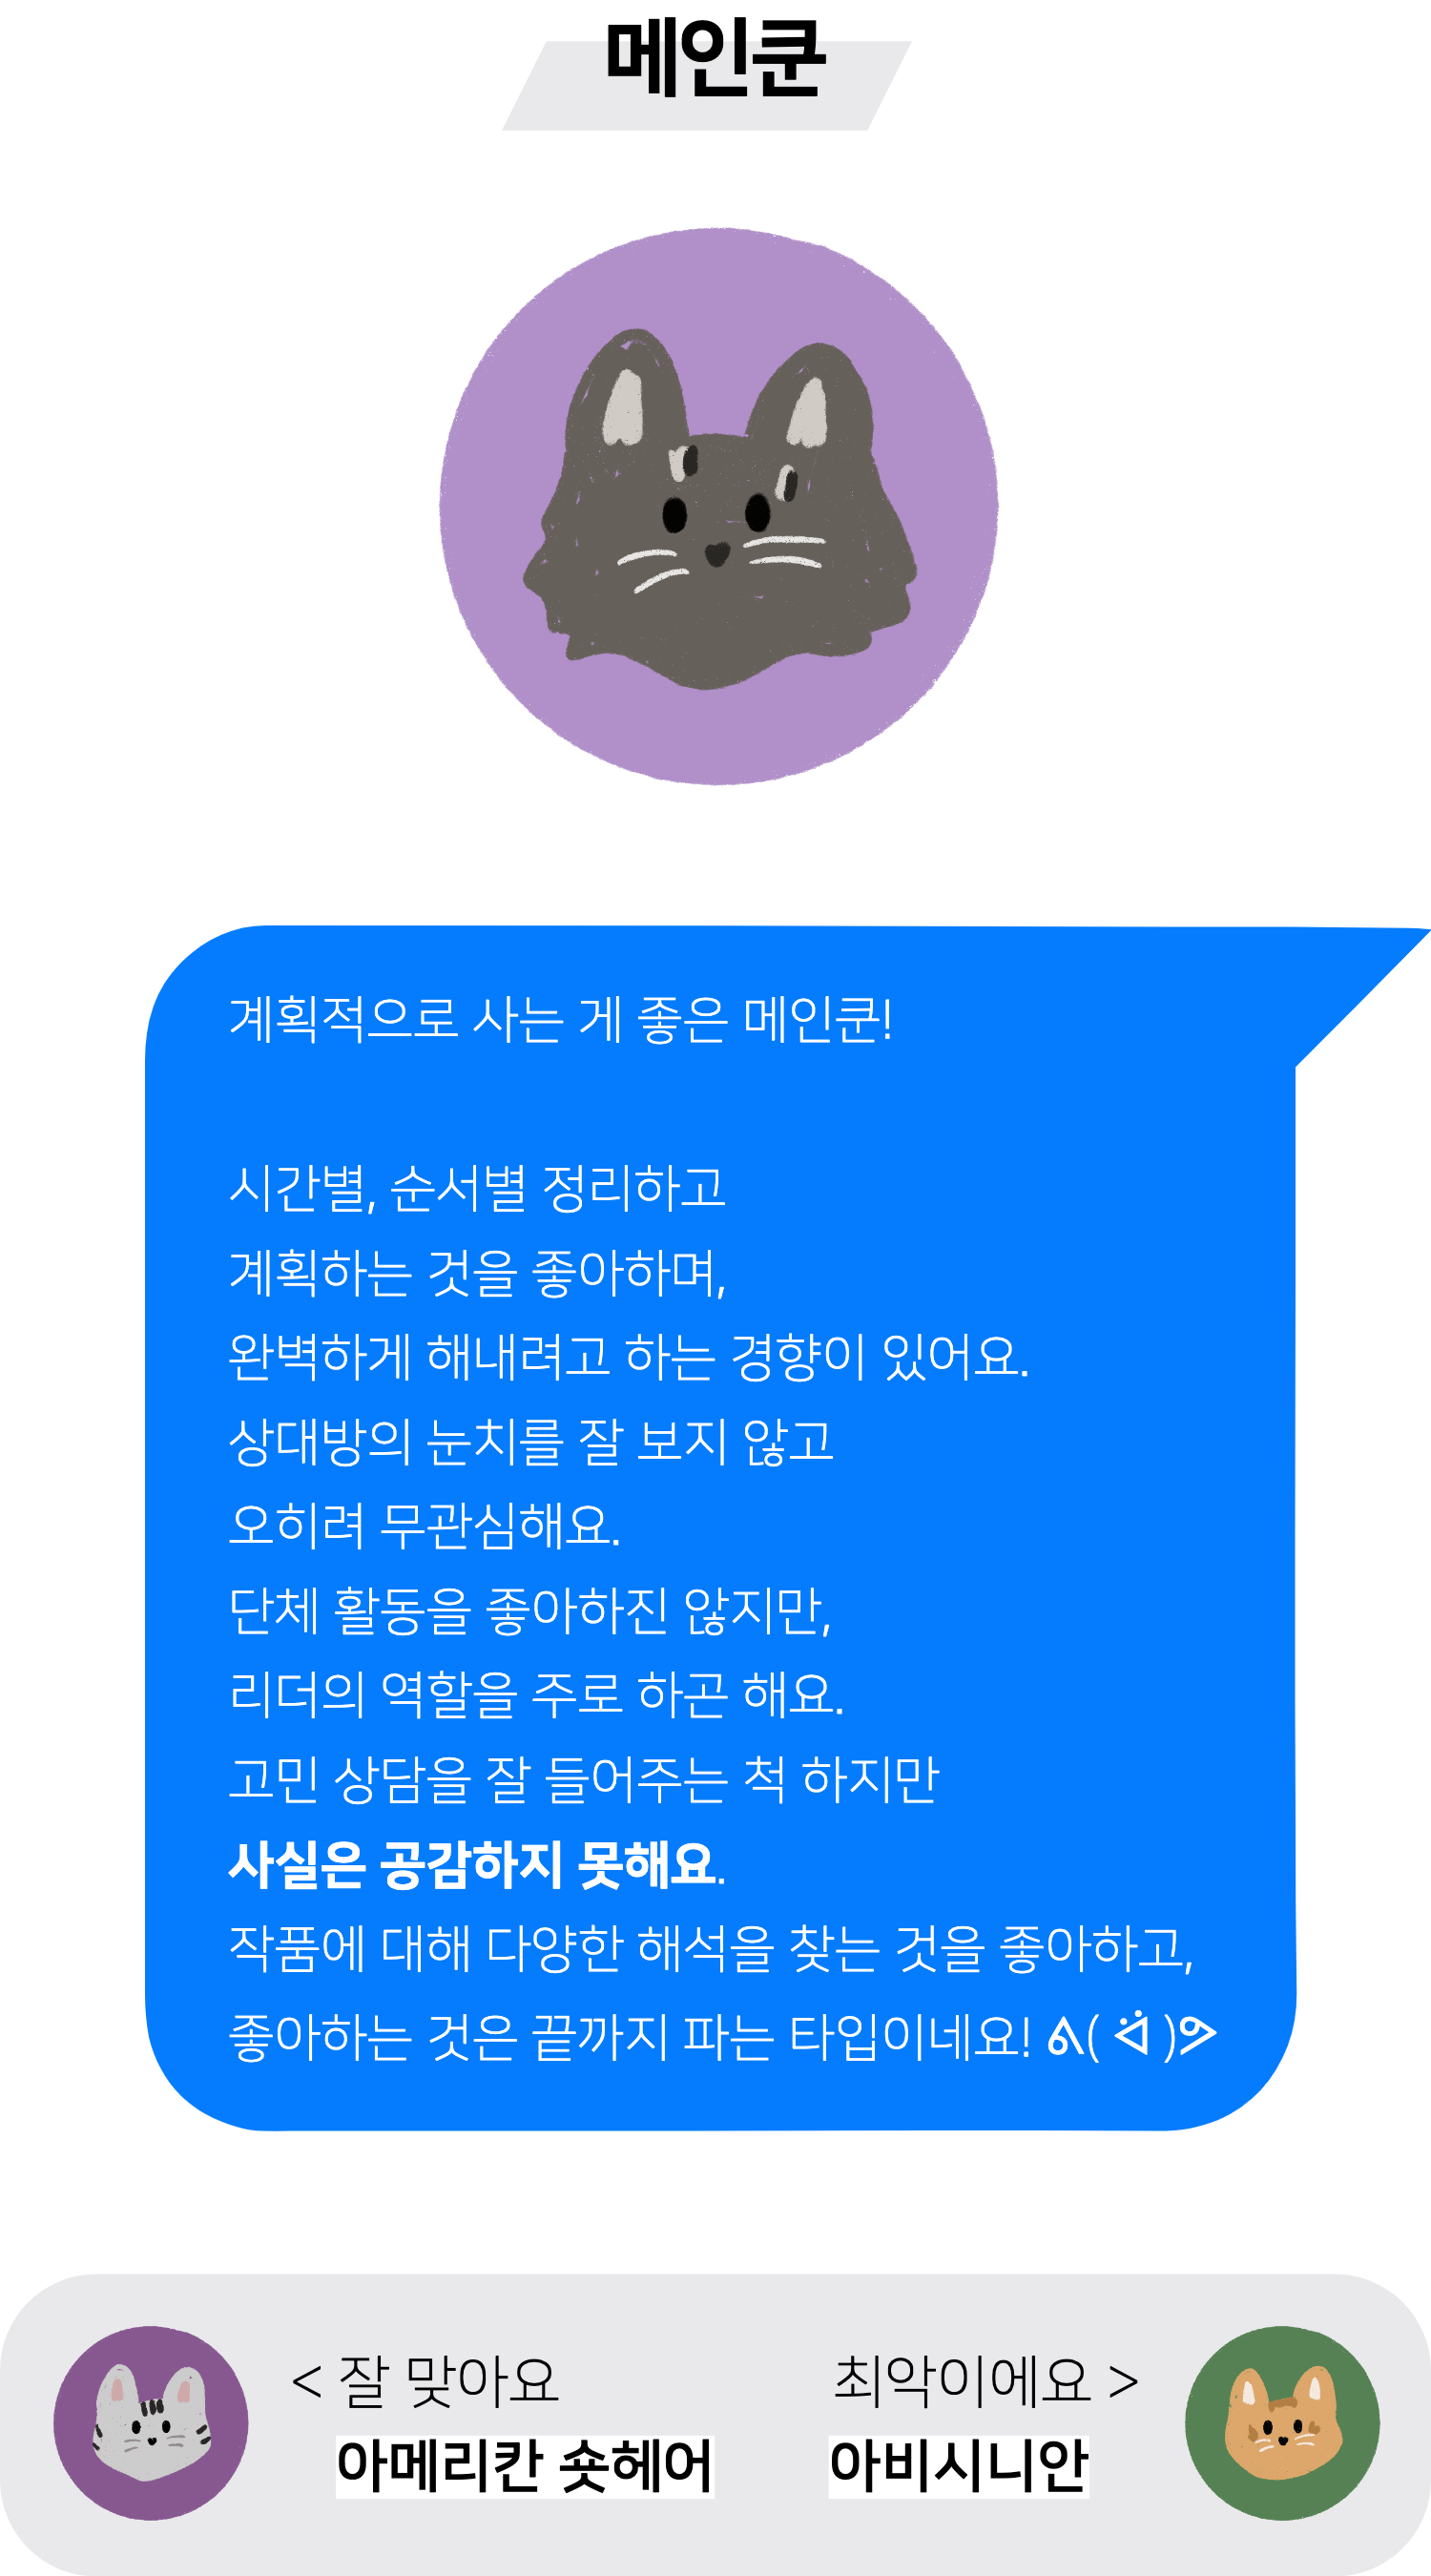 메인쿤
계획적으로 사는 게 좋은 메인쿤!
시간별, 순서별 정리하고
계획하는 것을 좋아하며,
완벽하게 해내려고 하는 경향이 있어요.
상대방의 눈치를 잘 보지 않고
오히려 무관심해요.
단체 활동을 좋아하진 않지만,
리더의 역할을 주로 하곤 해요.
고민 상담을 잘 들어주는 척 하지만
사실은 공감하지 못해요.
작품에 대해 다양한 해석을 찾는 것을 좋아하고,
좋아하는 것은 끝까지 파는 타입이네요! ᕕ( ᐛ )ᕗ
< 잘 맞아요
아메리칸 숏헤어
최악이에요 >
아비시니안